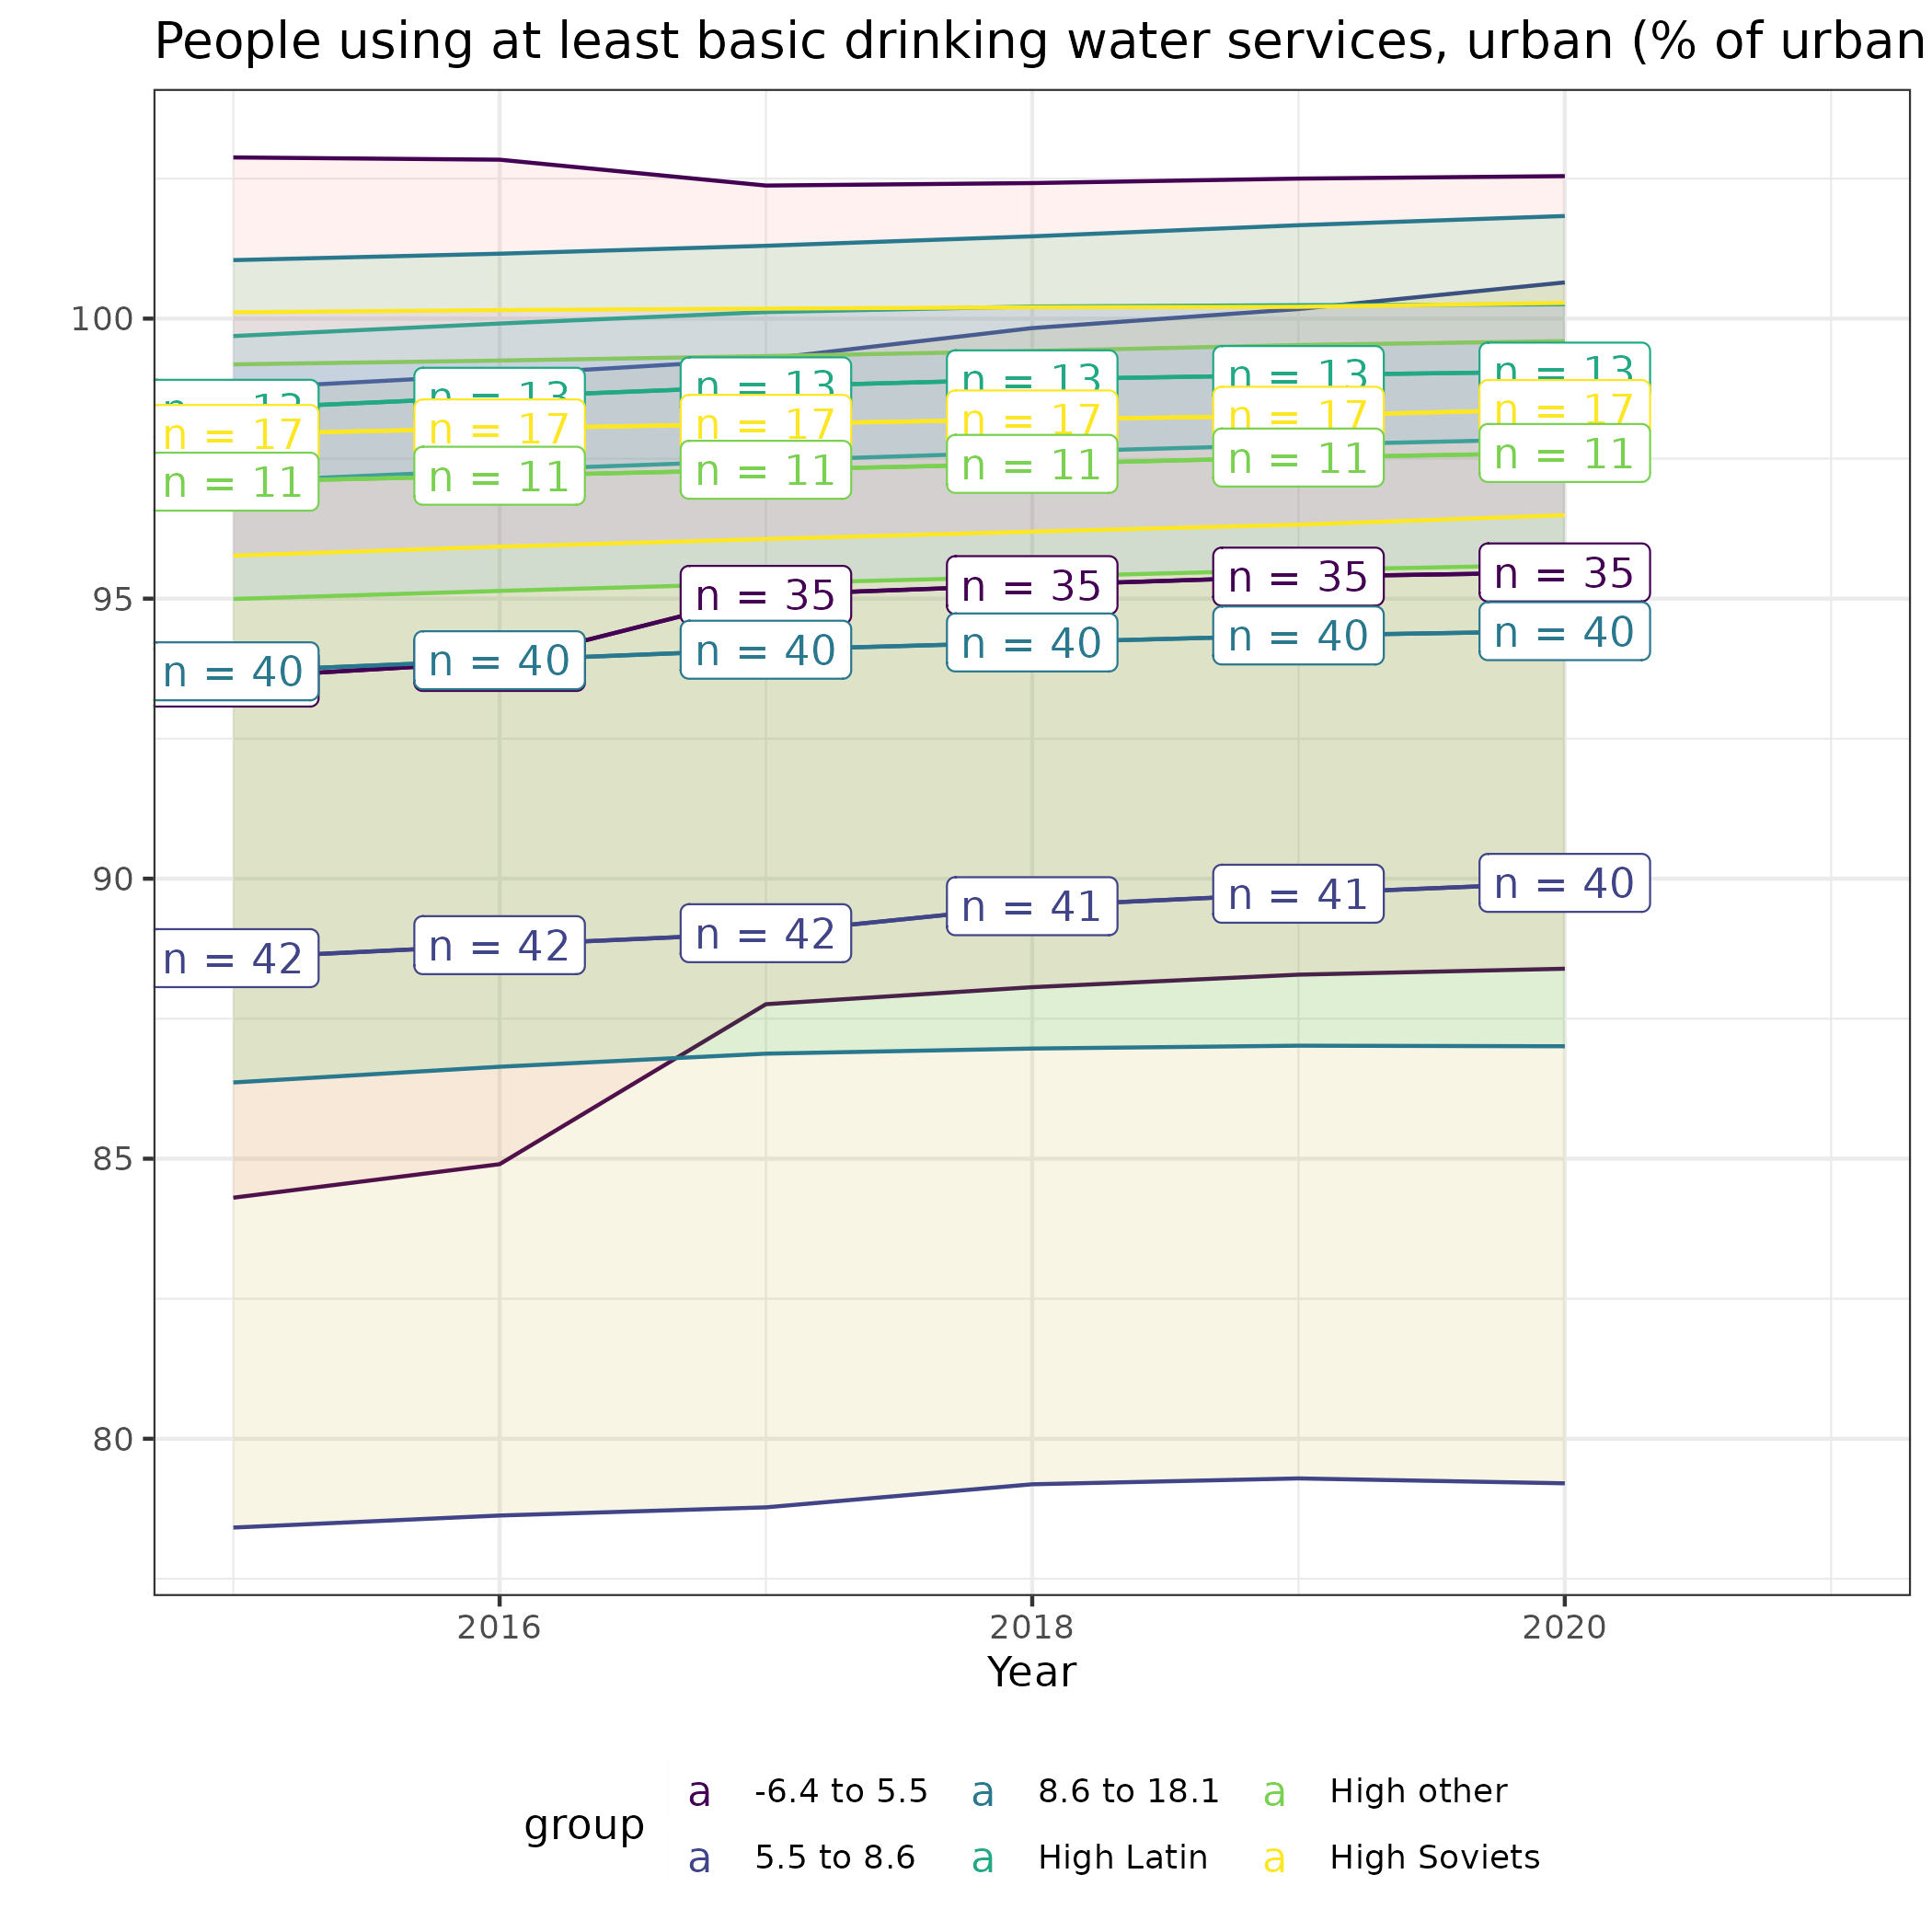 People using at least basic drinking water services, urban (% of urban
100
95
90
85
80
n = 13
n = 13
n = 13
n = 13
n = 13
n = 13
n = 17
n = 17
n = 17
n = 17
n = 17
n = 17
n = 11
n = 11
n = 11
n = 11
n = 11
n = 11
n = 35
n = 35
n = 35
n = 35
n = 40
n = 40
n = 40
n = 40
n = 40
n = 40
n = 42
n = 42
n = 42
n = 41
n = 41
n = 40
2016
2018
2020
Year
group
a -6.4 to 5.5
a 8.6 to 18.1
a High other
a 5.5 to 8.6
a High Latin
a High Soviets